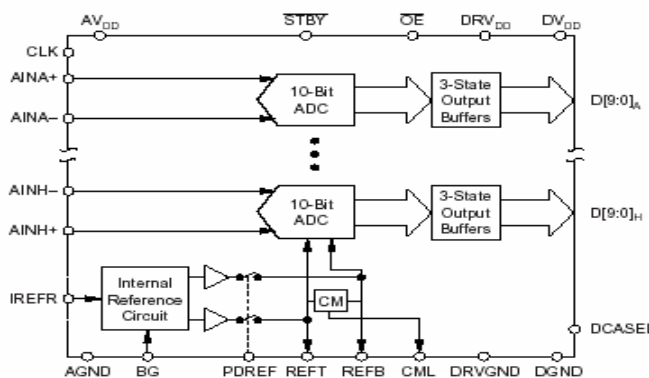 AVDD STBY OE DRVDD DVDD
CLK
AINA+
AINA–
10-Bit
ADC
3-State
Output
Buffers
D[9:0]A
AINH–
AINH+
10-Bit
ADC
3-State
Output
Buffers
D[9:0]H
IREFR
Internal
Reference
Circuit
CM
AGND BG PDREF REFT REFB CML DRVGND DGND